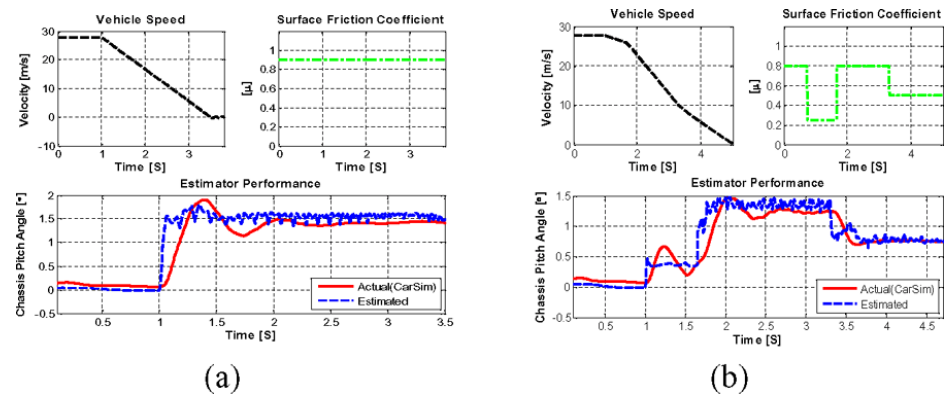 (a)
Vehicle Speed
Velocity [m/s]
30
20
10
0
-10
0 1 2 3
Time [S]
Surface Friction Coefficient
[μ]
1
0.8
0.6
0.4
0.2
0
0 1 2 3
Time [S]
Estimator Performance
Chassis Pitch Angle [°]
2
1.5
1
0.5
0
-0.5
0.5 1 1.5 2 2.5 3 3.5
Time [S]
Actual(CarSim)
Estimated
(a)
(b)
Vehicle Speed
Velocity [m/s]
30
20
10
0
0 2 4
Time [S]
Surface Friction Coefficient
[μ]
1
0.8
0.6
0.4
0.2
0
0 2 4
Time [S]
Estimator Performance
Chassis Pitch Angle [°]
1.5
1
0.5
0
-0.5
0.5 1 1.5 2 2.5 3 3.5 4 4.5
Time [S]
Actual(CarSim)
Estimated
(b)